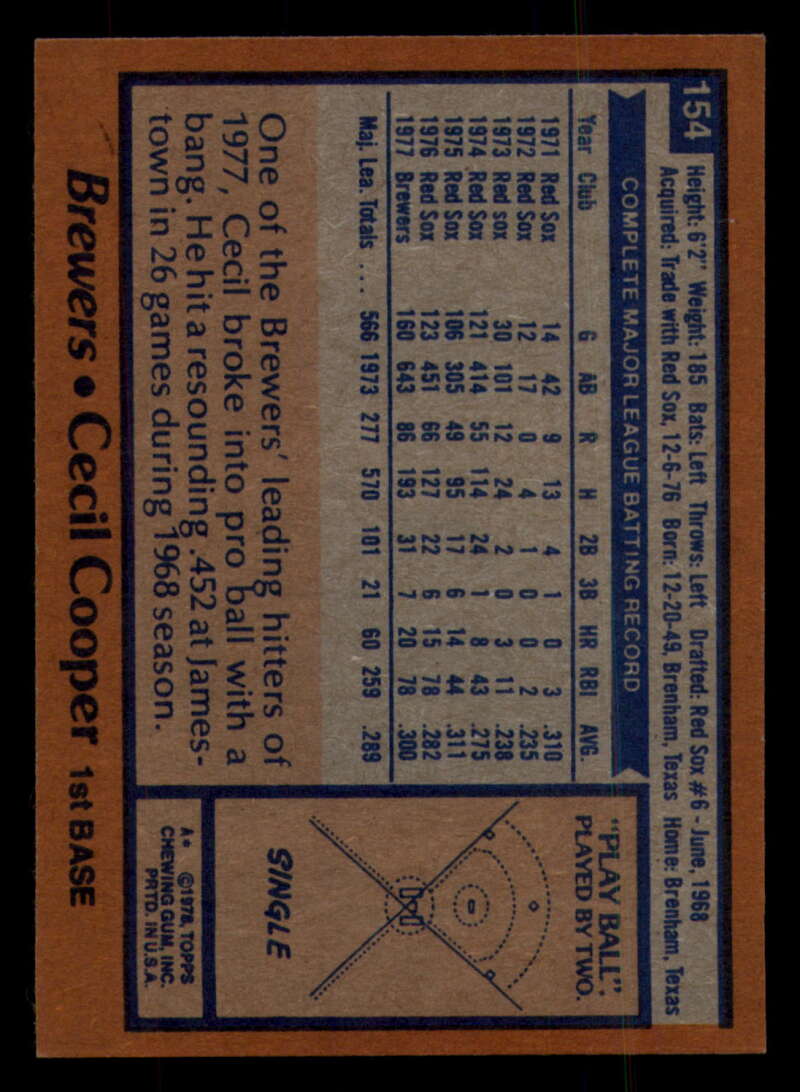 154
Height: 6'2" Weight: 185 Bats: Left Throws: Left Drafted: Red Sox #6 - June, 1968
Acquired: Trade with Red Sox, 12-6-76 Born: 12-20-49, Brenham, Texas Home: Brenham, Texas
COMPLETE MAJOR LEAGUE BATTING RECORD
Year Club G AB R H 2B 3B HR RBI AVG.
1971 Red Sox 14 42 9 13 4 1 0 3 .310
1972 Red Sox 12 17 0 4 1 0 0 2 .235
1973 Red sox 30 101 12 24 2 0 3 11 .238
1974 Red Sox 121 414 55 114 24 1 8 43 .275
1975 Red Sox 106 305 49 95 17 6 14 44 .311
1976 Red Sox 123 451 66 127 22 6 15 78 .282
1977 Brewers 160 643 86 193 31 7 20 78 .300
Maj. Lea. Totals .... 566 1973 277 570 101 21 60 259 .289
One of the Brewers' leading hitters of
1977, Cecil broke into pro ball with a
bang. He hit a resounding .452 at James-
town in 26 games during 1968 season.
"PLAY BALL":
PLAYED BY TWO.
SINGLE
A* ©1978, TOPPS
CHEWING GUM, INC.
PRTD. IN U.S.A.
Brewers • Cecil Cooper 1st BASE